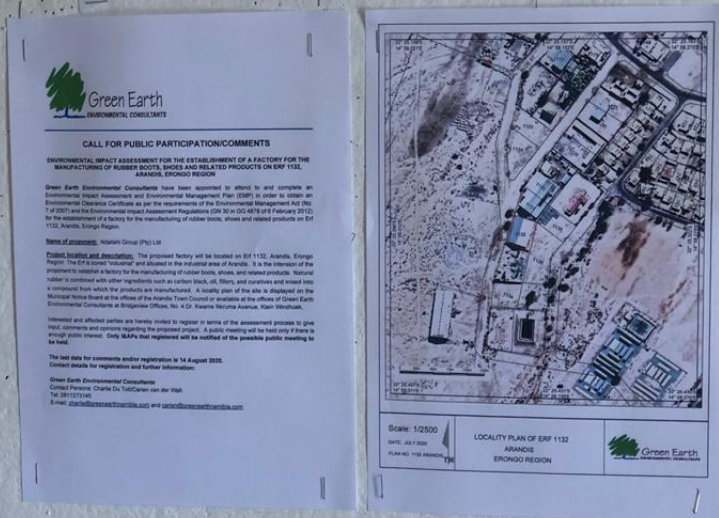 Green Earth
ENVIRONMENTAL CONSULTANTS
CALL FOR PUBLIC PARTICIPATION/COMMENTS
ENVIRONMENTAL IMPACT ASSESSMENT FOR THE ESTABLISHMENT OF A FACTORY FOR THE
MANUFACTURING OF RUBBER BOOTS, SHOES AND RELATED PRODUCTS ON ERF 1132,
ARANDIS, ERONGO REGION
Green Earth Environmental Consultants have been appointed to attend to and complete an
Environmental Impact Assessment and Environmental Management Plan (EMP) in order to obtain an
Environmental Clearance Certificate as per the requirements of the Environmental Management Act (No.
7 of 2007) and the Environmental Impact Assessment Regulations (GN 30 in GG 4878 of 6 February 2012)
for the establishment of a factory for the manufacturing of rubber boots, shoes and related products on Erf
1132, Arandis, Erongo Region.
Name of proponent: Group (Pty) Ltd
Project location and description: The proposed factory will be located on Erf 1132, Arandis, Erongo
Region. The Erf is zoned "industrial" and situated in the industrial area of Arandis. It is the intension of the
proponent to establish a factory for the manufacturing of rubber boots, shoes, and related products. Natural
rubber is combined with other ingredients such as carbon black, oil, fillers, and curatives and mixed into
a compound from which the products are manufactured. A locality plan of the site is displayed on the
Municipal Notice Board at the offices of the Arandis Town Council or available at the offices of Green Earth
Environmental Consultants at Bridgeview Offices, No. 4 Dr. Kwame Nkruma Avenue, Klein Windhoek.
Interested and affected parties are hereby invited to register in terms of the assessment process to give
input, comments and opinions regarding the proposed project. A public meeting will be held only if there is
enough public interest. Only I&APs that registered will be notified of the possible public meeting to
be held.
The last date for comments and/or registration is 14 August 2020.
Contact details for registration and further information:
Green Earth Environmental Consultants
Contact Persons: Charlie Du Toit/Carien van der Walt
Tel: 0811273145
E-mail: charlie@greenearthnamibia.com and carien@greenearthnamibia.com
Scale: 1/2500
DATE: JULY 2020
PLAN NO: 1132 ARANDIS
LOCALITY PLAN OF ERF 1132
ARANDIS
ERONGO REGION
Green Earth
ENVIRONMENTAL CONSULTANTS